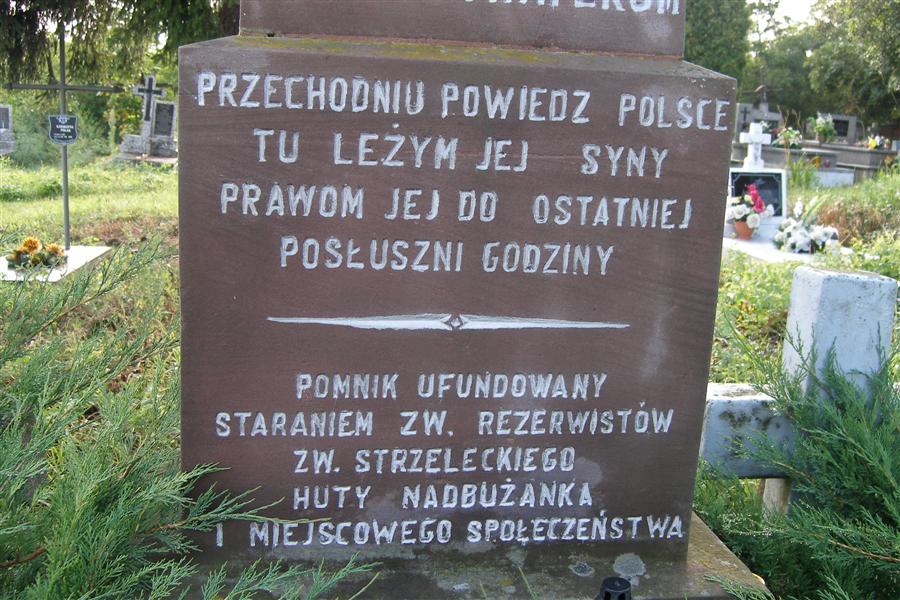 PRZECHODNIU POWIEDZ POLSCE
TU LEŻYM JEJ SYNY
PRAWOM JEJ DO OSTATNIEJ
POSŁUSZNI GODZINY
POMNIK UFUNDOWANY
STARANIEM ZW. REZERWISTÓW
ZW. STRZELECKIEGO
HUTY NADBUŻANKA
I MIEJSCOWEGO SPOŁECZEŃSTWA